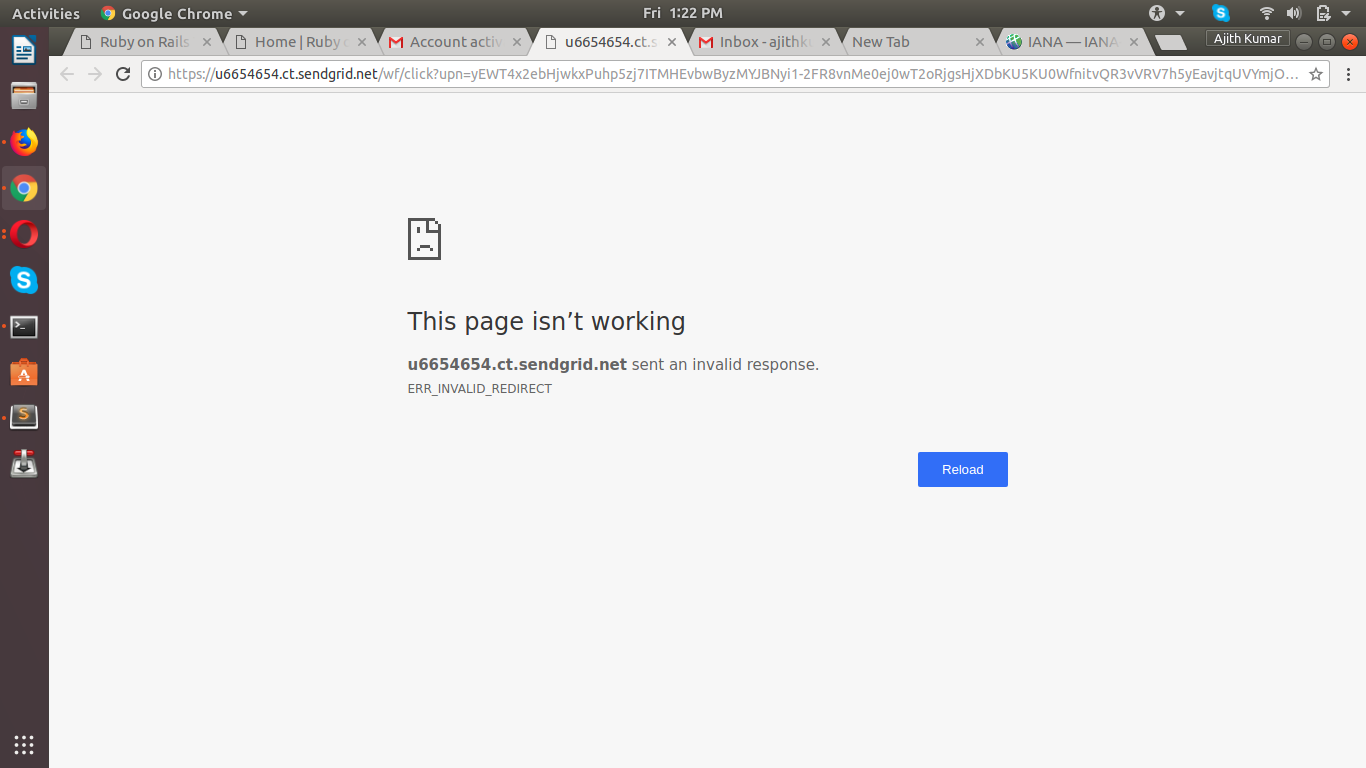 Activities
Google Chrome
Fri 1:22 PM
Ruby on Rails
Home | Ruby
Account activ
u6654654.ct.s
Inbox - ajithku
New Tab
IANA — IANA
Ajith Kumar
https://u6654654.ct.sendgrid.net/wf/click?upn=yEWT4x2ebHjwkxPuhp5zj7ITMHEvbwByzMYJBNyi1-2FR8vnMe0ej0wT2oRjgsHjXDbKU5KU0WfnitvQR3vVRV7h5yEavjtqUVYmjO...
This page isn’t working
u6654654.ct.sendgrid.net sent an invalid response.
ERR_INVALID_REDIRECT
Reload